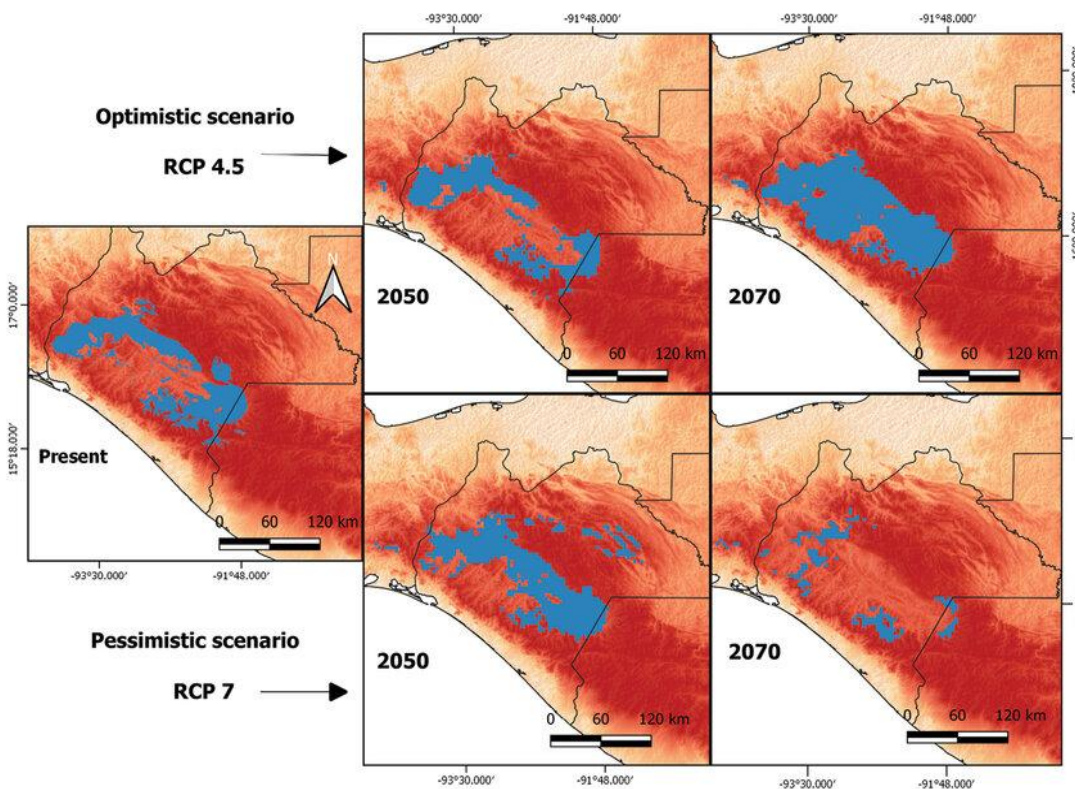 -93°30.000'
-91°48.000'
-93°30.000'
-91°48.000'
Optimistic scenario
RCP 4.5
2050
0 60 120 km
2070
0 60 120 km
N
17°0.000'
15°18.000'
Present
0 60 120 km
-93°30.000'
-91°48.000'
Pessimistic scenario
RCP 7
2050
0 60 120 km
2070
0 60 120 km
-93°30.000'
-91°48.000'
-93°30.000'
-91°48.000'